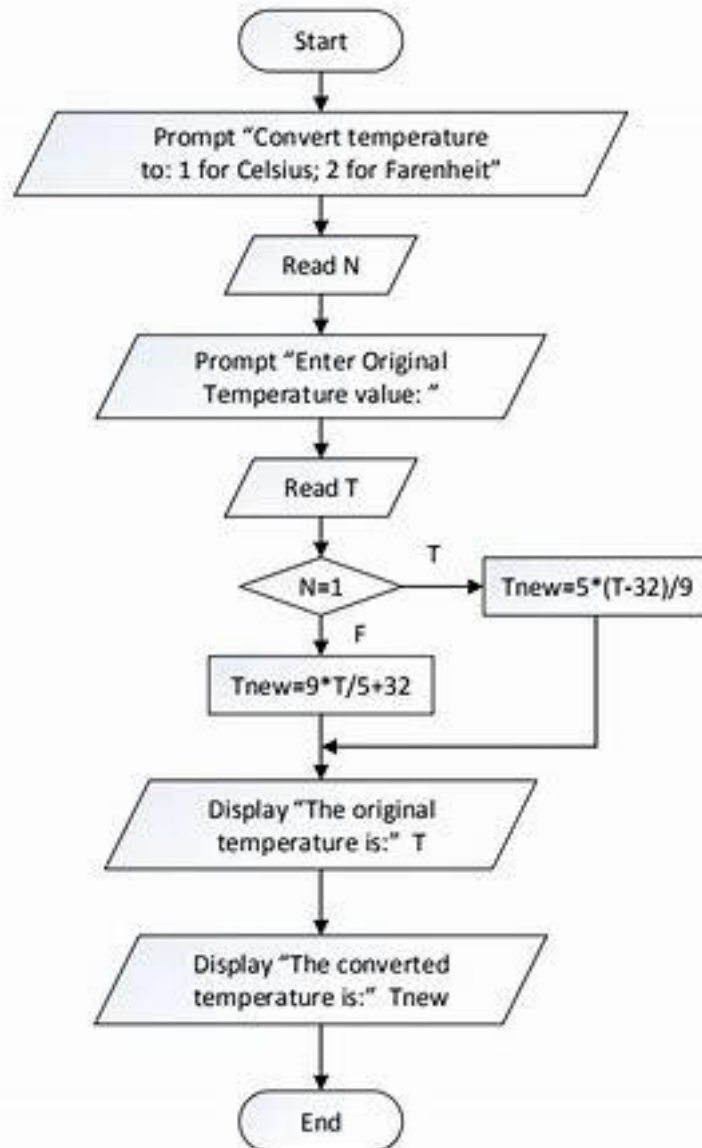 Start
Prompt “Convert temperature
to: 1 for Celsius; 2 for Farenheit”
Read N
Prompt “Enter Original
Temperature value: ”
Read T
N=1
T
Tnew=5*(T-32)/9
F
Tnew=9*T/5+32
Display “The original
temperature is:” T
Display “The converted
temperature is:” Tnew
End